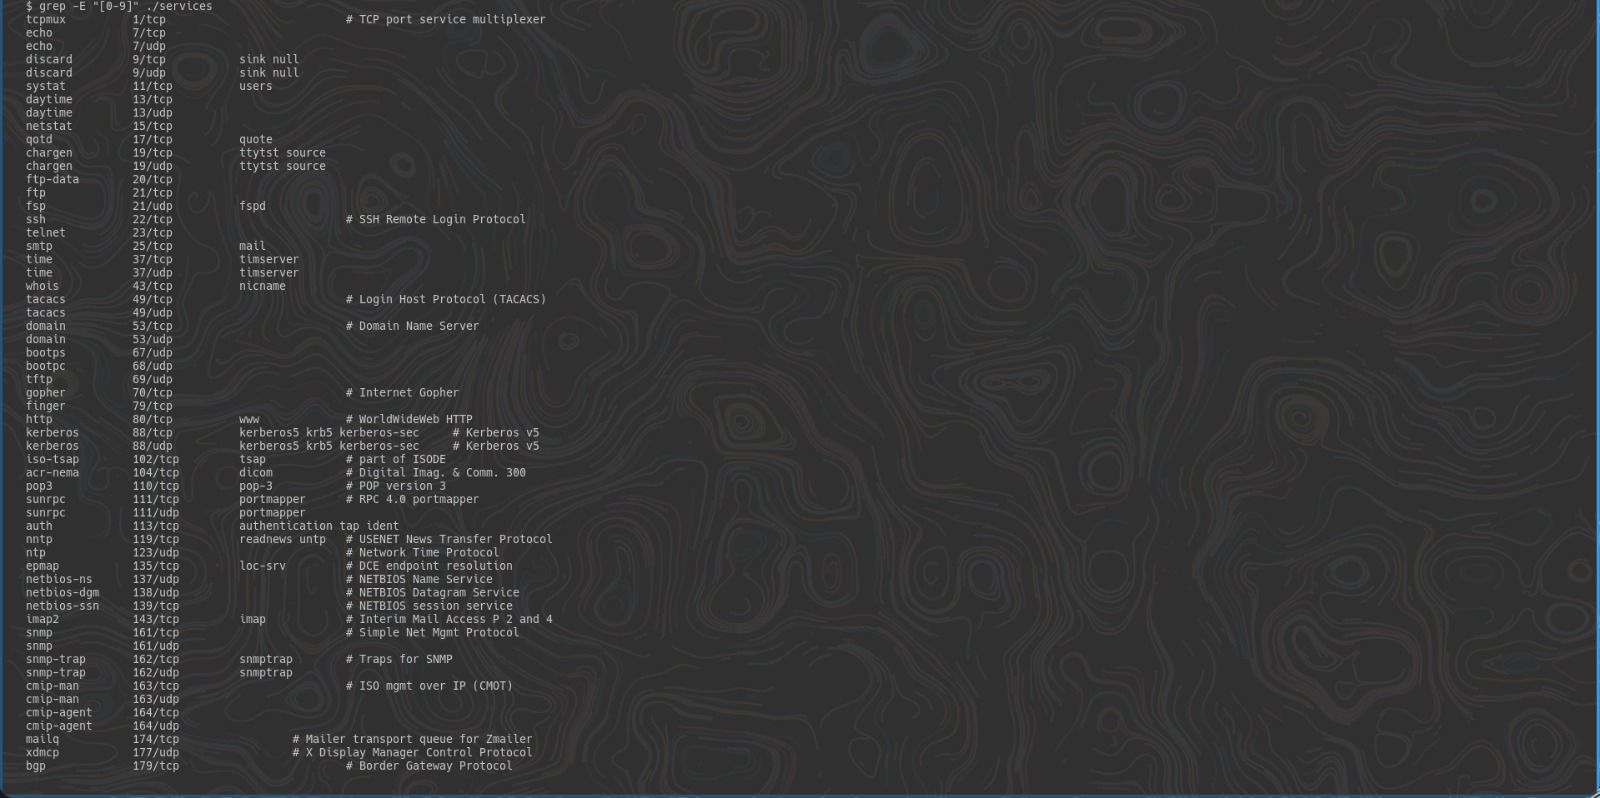 $ grep -E "[0-9]" ./services
tcpmux 1/tcp # TCP port service multiplexer
echo 7/tcp
echo 7/udp
discard 9/tcp sink null
discard 9/udp sink null
systat 11/tcp users
daytime 13/tcp
daytime 13/udp
netstat 15/tcp
qotd 17/tcp quote
chargen 19/tcp ttytst source
chargen 19/udp ttytst source
ftp-data 20/tcp
ftp 21/tcp
fsp 21/udp fspd
ssh 22/tcp # SSH Remote Login Protocol
telnet 23/tcp
smtp 25/tcp mail
time 37/tcp timserver
time 37/udp timserver
whois 43/tcp nicname
tacacs 49/tcp # Login Host Protocol (TACACS)
tacacs 49/udp
domain 53/tcp # Domain Name Server
domain 53/udp
bootps 67/udp
bootpc 68/udp
tftp 69/udp
gopher 70/tcp # Internet Gopher
finger 79/tcp
http 80/tcp www # WorldWideWeb HTTP
kerberos 88/tcp kerberos5 krb5 kerberos-sec # Kerberos v5
kerberos 88/udp kerberos5 krb5 kerberos-sec # Kerberos v5
iso-tsap 102/tcp tsap # part of ISODE
acr-nema 104/tcp dicom # Digital Imag. & Comm. 300
pop3 110/tcp pop-3 # POP version 3
sunrpc 111/tcp portmapper # RPC 4.0 portmapper
sunrpc 111/udp portmapper
auth 113/tcp authentication tap ident
nntp 119/tcp readnews untp # USENET News Transfer Protocol
ntp 123/udp # Network Time Protocol
epmap 135/tcp loc-srv # DCE endpoint resolution
netbios-ns 137/udp # NETBIOS Name Service
netbios-dgm 138/udp # NETBIOS Datagram Service
netbios-ssn 139/tcp # NETBIOS session service
imap2 143/tcp imap # Interim Mail Access P 2 and 4
snmp 161/tcp # Simple Net Mgmt Protocol
snmp 161/udp
snmp-trap 162/tcp snmptrap # Traps for SNMP
snmp-trap 162/udp snmptrap
cmip-man 163/tcp # ISO mgmt over IP (CMOT)
cmip-man 163/udp
cmip-agent 164/tcp
cmip-agent 164/udp
mailq 174/tcp # Mailer transport queue for Zmailer
xdmcp 177/udp # X Display Manager Control Protocol
bgp 179/tcp # Border Gateway Protocol